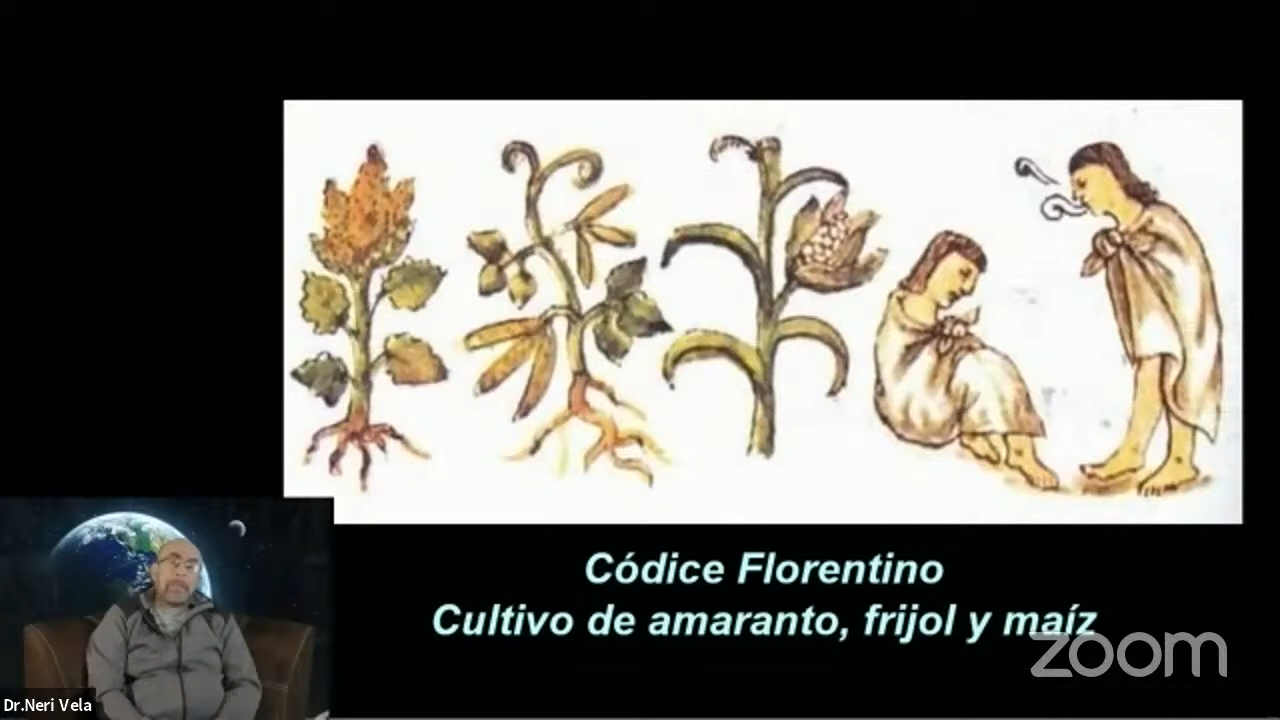 Códice Florentino
Cultivo de amaranto, frijol y maíz
zoom
Dr.Neri Vela